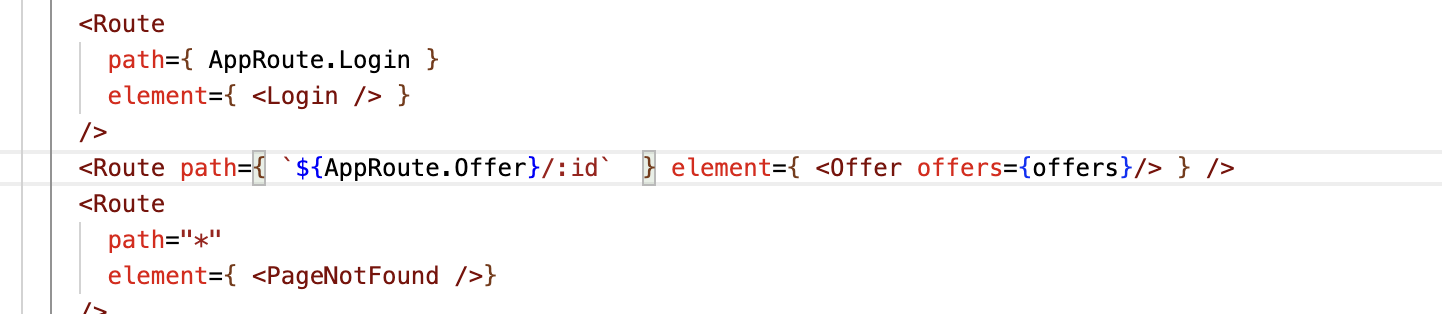 <Route
path={ AppRoute.Login }
element={ <Login /> }
/>
<Route path={ `${AppRoute.Offer}/:id`  } element={ <Offer offers={offers}/> } />
<Route
path="*"
element={ <PageNotFound />}
/>